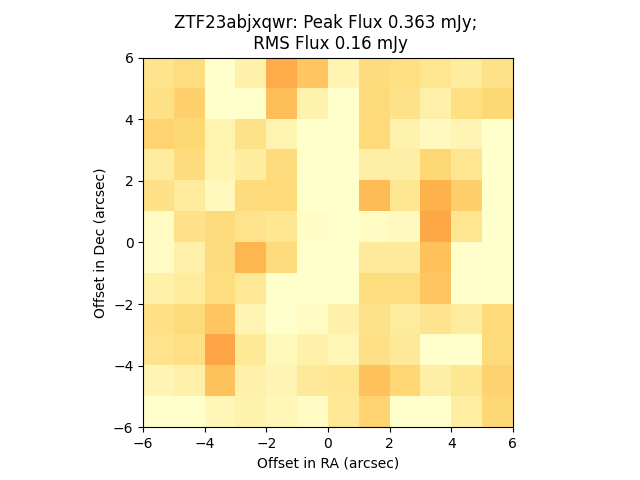 ZTF23abjxqwr: Peak Flux 0.363 mJy;
RMS Flux 0.16 mJy
6
4
2
0
−2
−4
−6
Offset in Dec (arcsec)
−6 −4 −2 0 2 4 6
Offset in RA (arcsec)